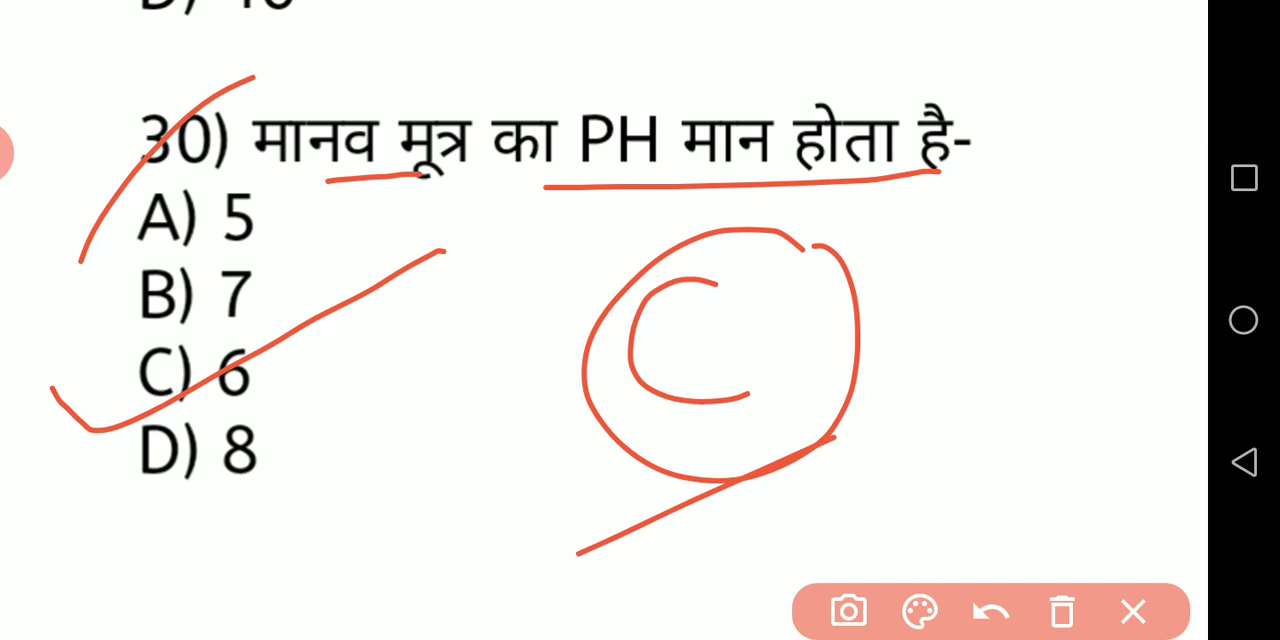 30) मानव मूत्र का PH मान होता है-
A) 5
B) 7
C) 6
D) 8
C